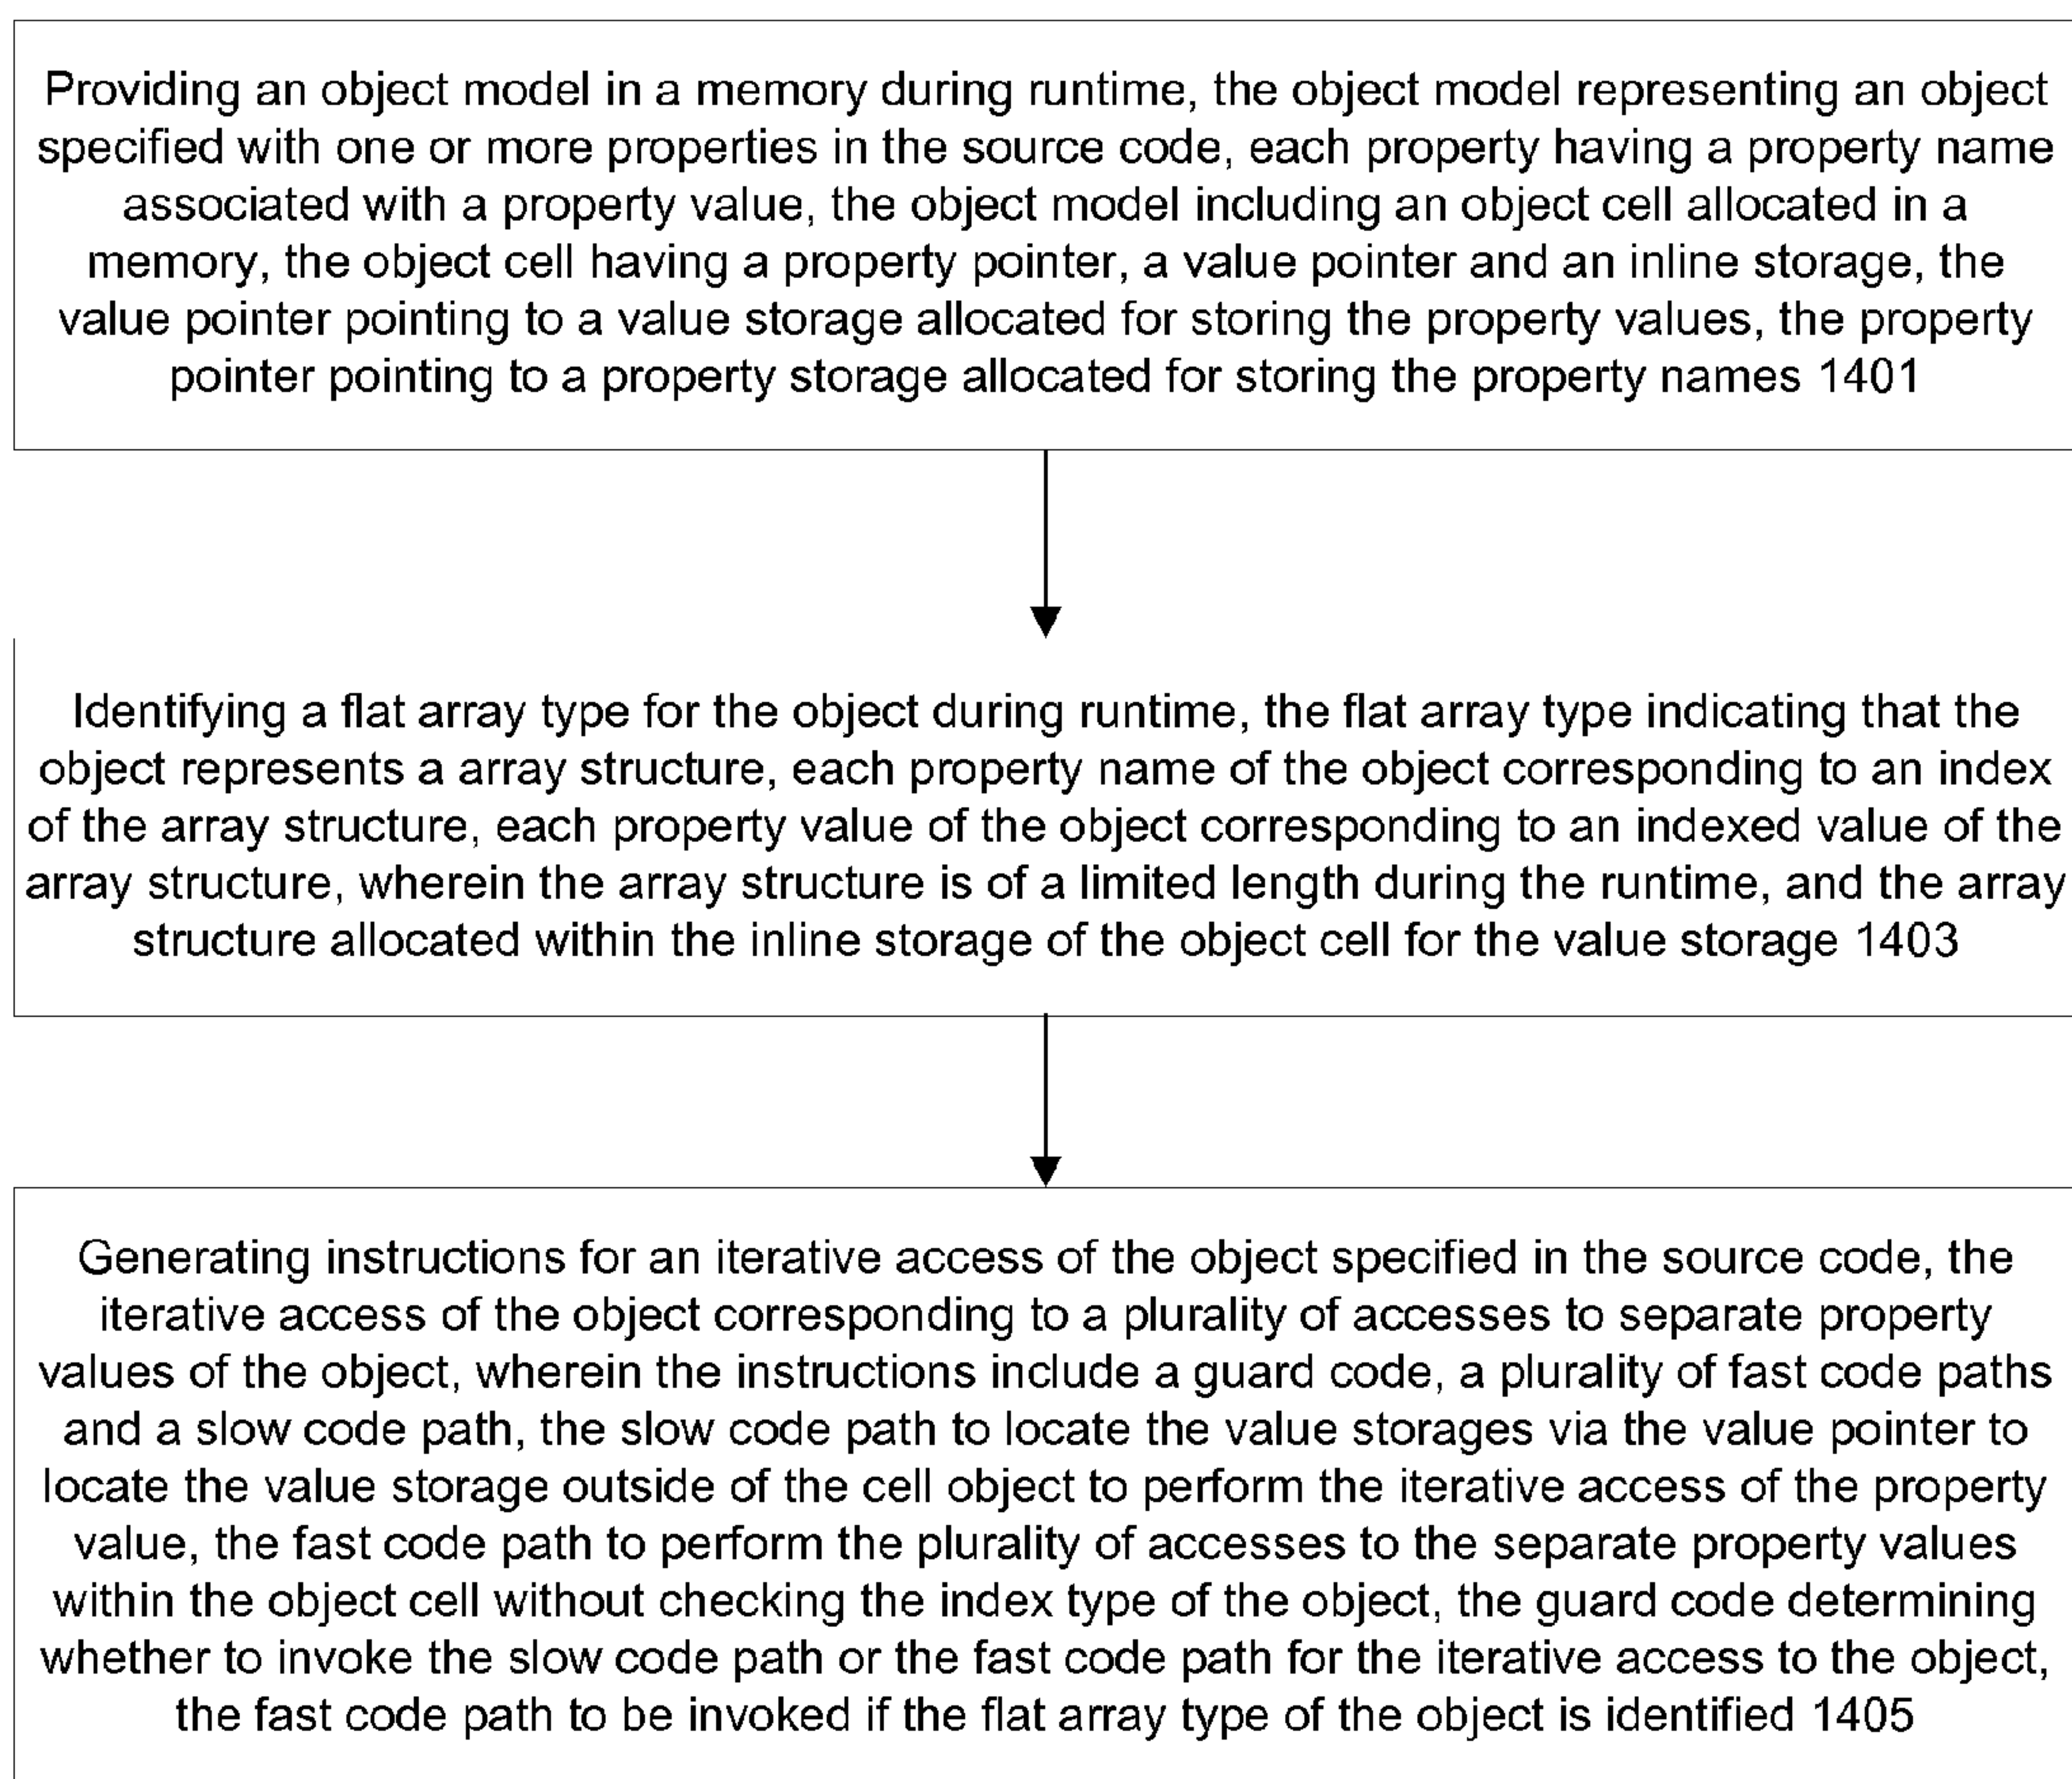 Providing an object model in a memory during runtime, the object model representing an object
specified with one or more properties in the source code, each property having a property name
associated with a property value, the object model including an object cell allocated in a
memory, the object cell having a property pointer, a value pointer and an inline storage, the
value pointer pointing to a value storage allocated for storing the property values, the property
pointer pointing to a property storage allocated for storing the property names 1401
Identifying a flat array type for the object during runtime, the flat array type indicating that the
object represents a array structure, each property name of the object corresponding to an index
of the array structure, each property value of the object corresponding to an indexed value of the
array structure, wherein the array structure is of a limited length during the runtime, and the array
structure allocated within the inline storage of the object cell for the value storage 1403
Generating instructions for an iterative access of the object specified in the source code, the
iterative access of the object corresponding to a plurality of accesses to separate property
values of the object, wherein the instructions include a guard code, a plurality of fast code paths
and a slow code path, the slow code path to locate the value storages via the value pointer to
locate the value storage outside of the cell object to perform the iterative access of the property
value, the fast code path to perform the plurality of accesses to the separate property values
within the object cell without checking the index type of the object, the guard code determining
whether to invoke the slow code path or the fast code path for the iterative access to the object,
the fast code path to be invoked if the flat array type of the object is identified 1405